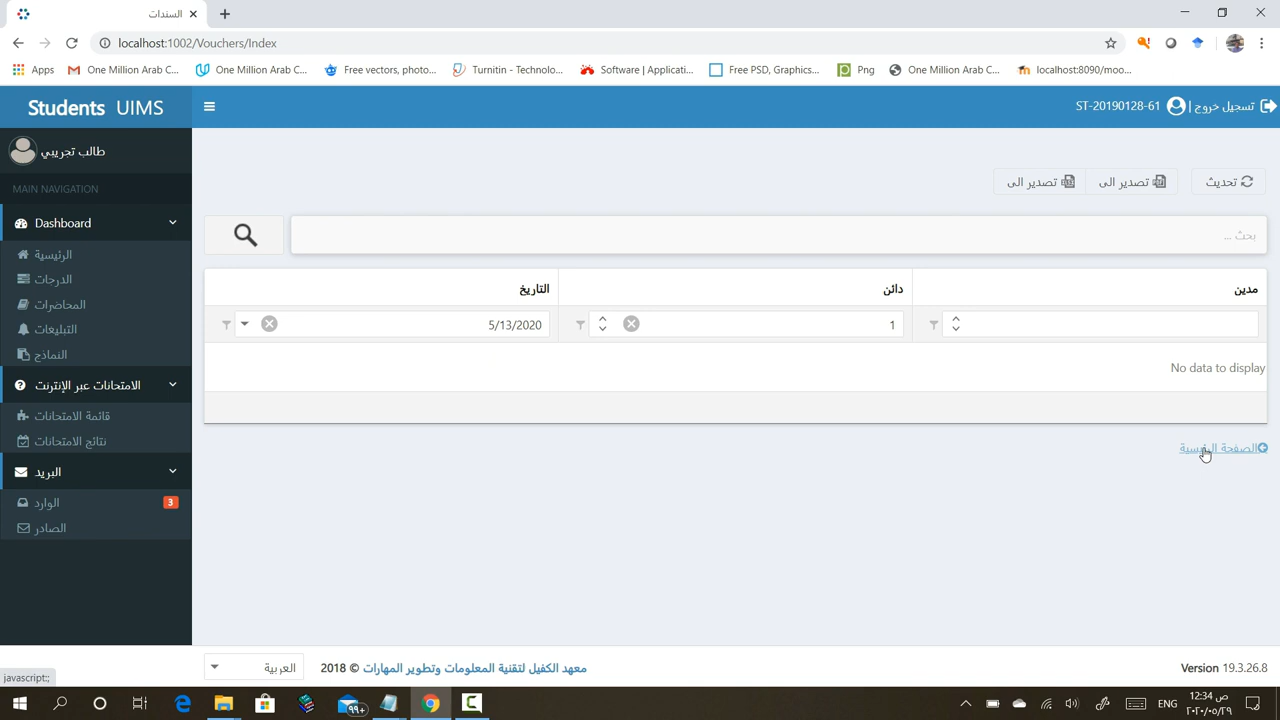 السندات
localhost:1002/Vouchers/Index
Apps
One Million Arab C...
One Million Arab C...
Free vectors, photo...
Turnitin - Technolo...
Software | Applicati...
Free PSD, Graphics...
Png
One Million Arab C...
localhost:8090/moo...
Students UIMS
ST-20190128-61
تسجيل خروج |
طالب تجريبي
MAIN NAVIGATION
Dashboard
الرئيسية
الدرجات
المحاضرات
التبليغات
النماذج
الامتحانات عبر الإنترنت
قائمة الامتحانات
نتائج الامتحانات
البريد
الوارد
3
الصادر
تحديث
تصدير الى
تصدير الى
بحث ...
مدين
دائن
التاريخ
1
5/13/2020
No data to display
الصفحة الرئيسية
العربية
معهد الكفيل لتقنية المعلومات وتطوير المهارات © 2018
Version 19.3.26.8
javascript:;
+٩٩
ENG
12:34 ص
٢٠٢٠/٠٥/٢٩